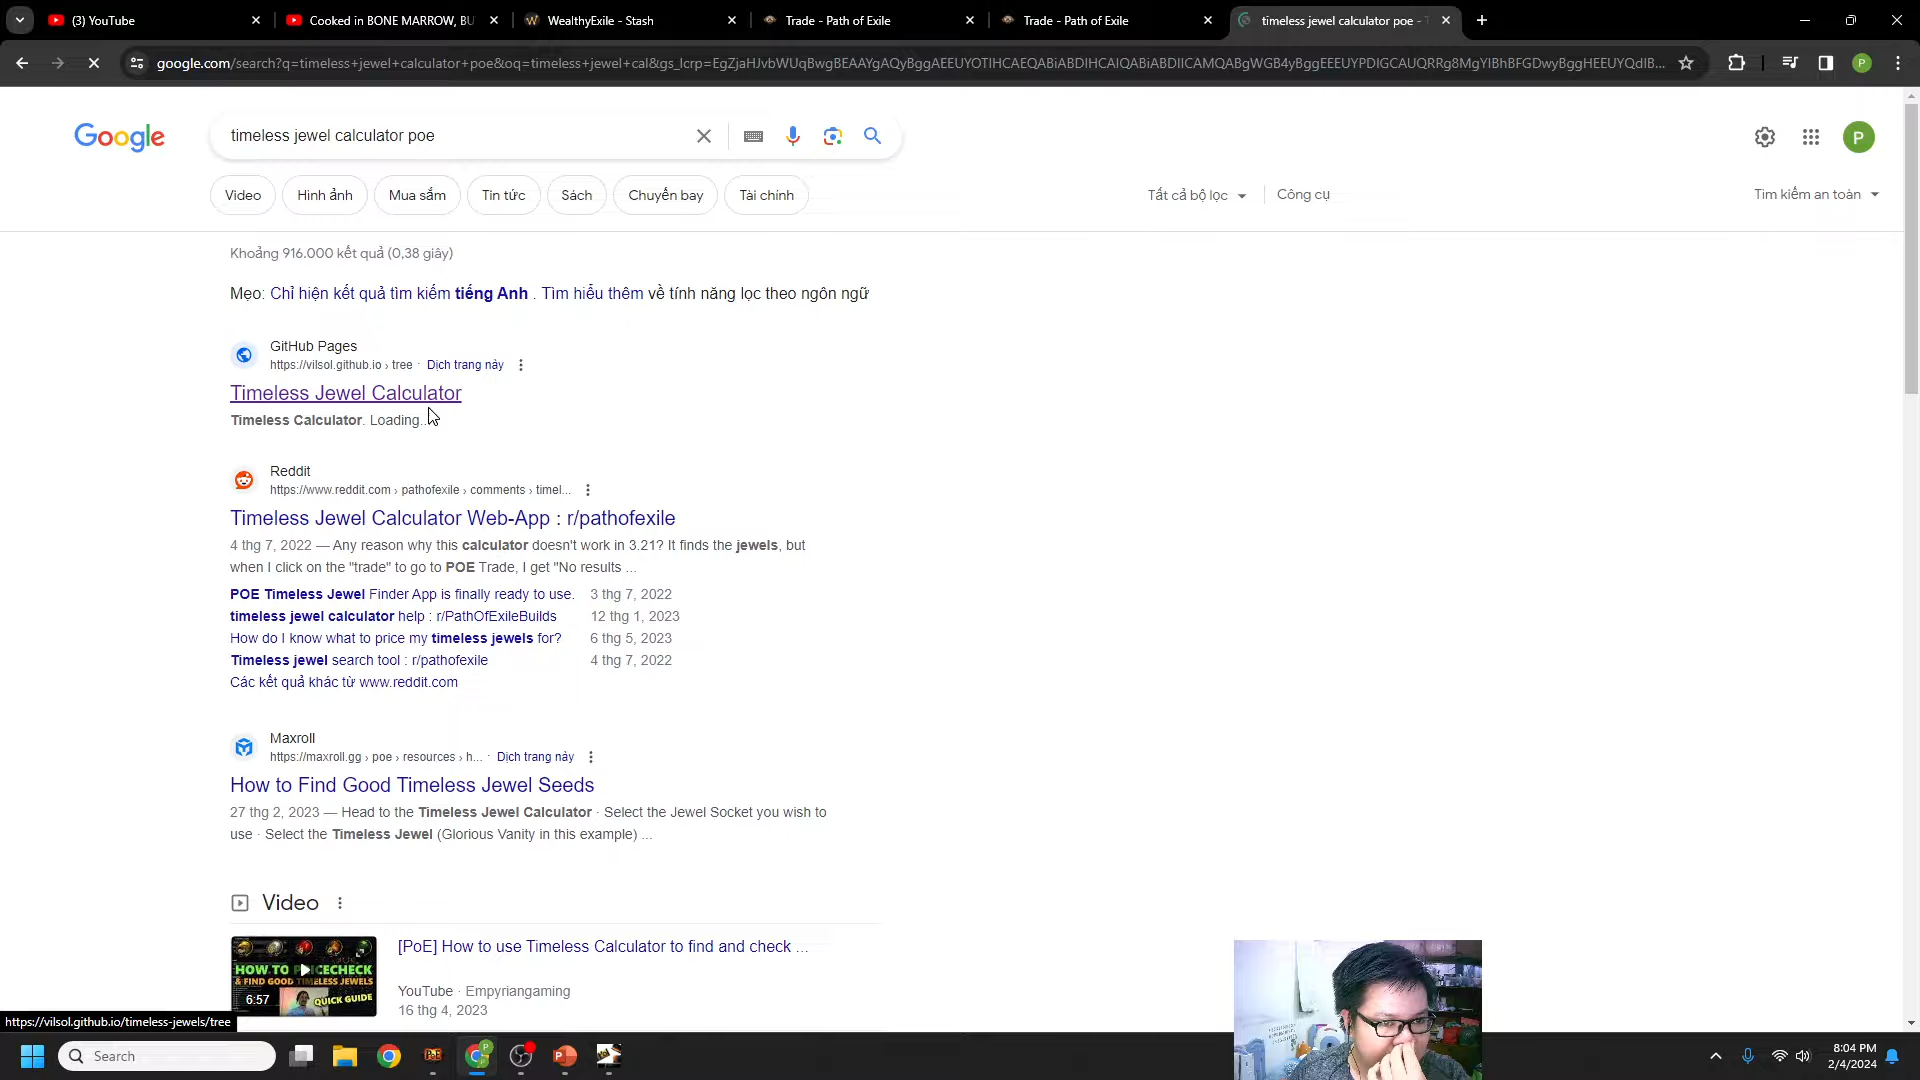 (3) YouTube
Cooked in BONE MARROW, BU
WealthyExile - Stash
Trade - Path of Exile
Trade - Path of Exile
timeless jewel calculator poe -
google.com/search?q=timeless+jewel+calculator+poe&oq=timeless+jewel+cal&gs_lcrp=
Google
timeless jewel calculator poe
P
Video
Hình ảnh
Mua sắm
Tin tức
Sách
Chuyến bay
Tài chính
Tất cả bộ lọc
Công cụ
Tìm kiếm an toàn
Khoảng 916.000 kết quả (0,38 giây)
Mẹo: Chỉ hiện kết quả tìm kiếm tiếng Anh . Tìm hiểu thêm về tính năng lọc theo ngôn ngữ
GitHub Pages
https://vilsol.github.io › tree · Dịch trang này
Timeless Jewel Calculator
Timeless Calculator. Loading..
Reddit
https://www.reddit.com › pathofexile › comments › timel...
Timeless Jewel Calculator Web-App : r/pathofexile
4 thg 7, 2022 — Any reason why this calculator doesn't work in 3.21? It finds the jewels, but
when I click on the "trade" to go to POE Trade, I get "No results ...
POE Timeless Jewel Finder App is finally ready to use. 3 thg 7, 2022
timeless jewel calculator help : r/PathOfExileBuilds 12 thg 1, 2023
How do I know what to price my timeless jewels for? 6 thg 5, 2023
Timeless jewel search tool : r/pathofexile 4 thg 7, 2022
Các kết quả khác từ www.reddit.com
Maxroll
https://maxroll.gg › poe › resources › h... · Dịch trang này
How to Find Good Timeless Jewel Seeds
27 thg 2, 2023 — Head to the Timeless Jewel Calculator · Select the Jewel Socket you wish to
use · Select the Timeless Jewel (Glorious Vanity in this example) ...
Video
HOW TO PRICECHECK
& FIND GOOD TIMELESS JEWELS
QUICK GUIDE
6:57
[PoE] How to use Timeless Calculator to find and check ...
YouTube · Empyriangaming
16 thg 4, 2023
https://vilsol.github.io/timeless-jewels/tree
Search
8:04 PM
2/4/2024